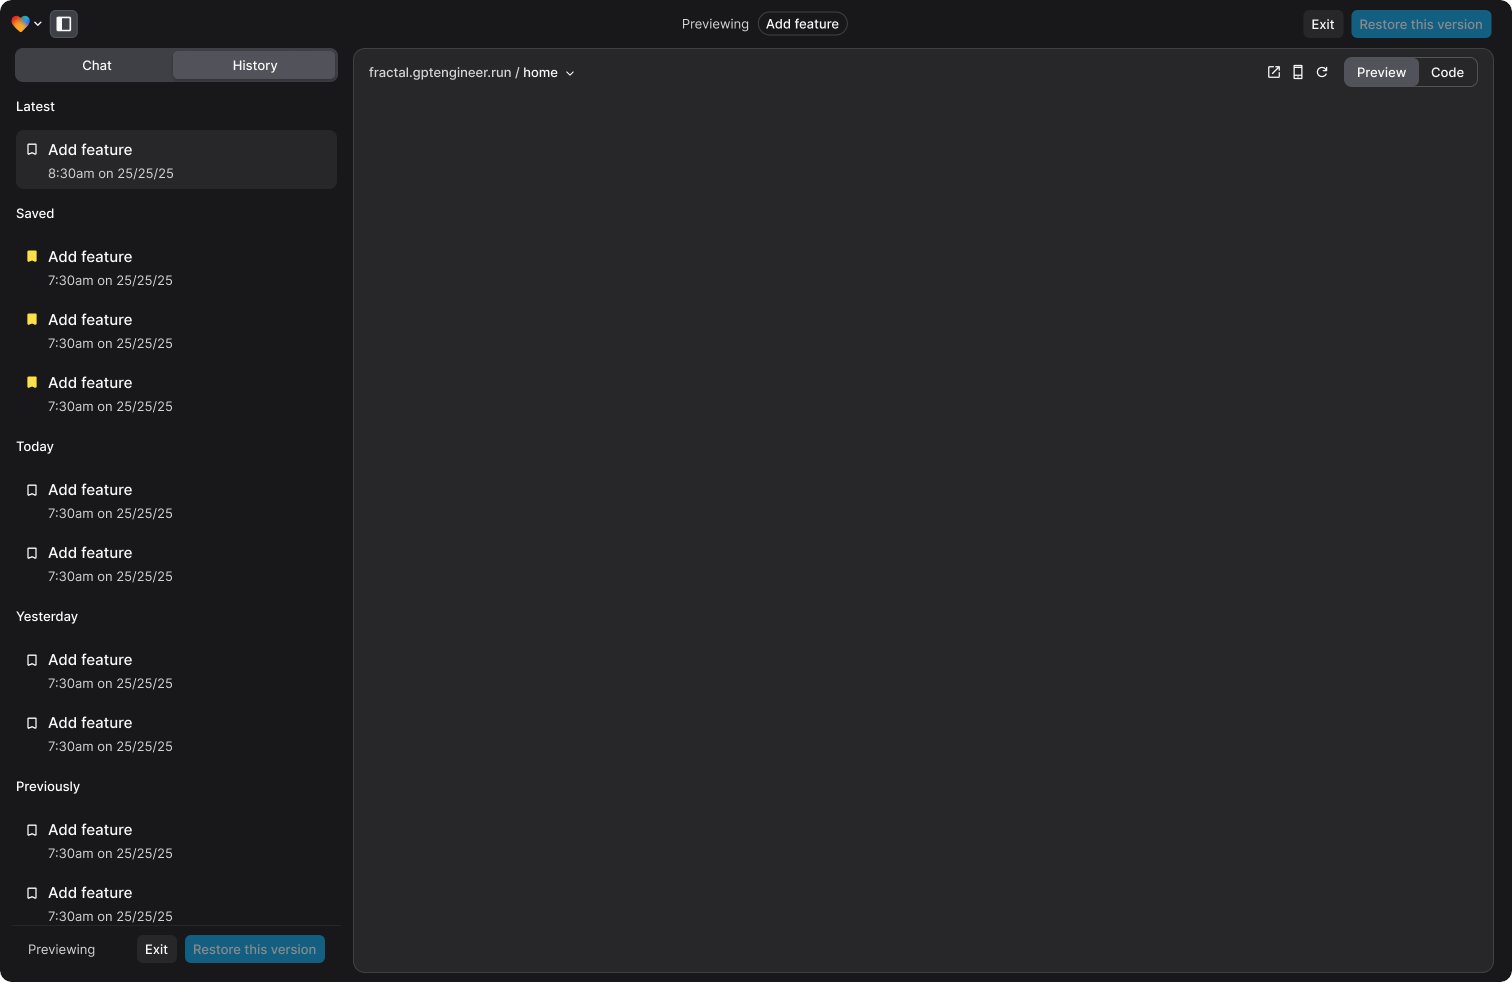 Previewing Add feature Exit Restore this version
Chat History
fractal.gptengineer.run / home Preview Code
Latest
Add feature
8:30am on 25/25/25
Saved
Add feature
7:30am on 25/25/25
Add feature
7:30am on 25/25/25
Add feature
7:30am on 25/25/25
Today
Add feature
7:30am on 25/25/25
Add feature
7:30am on 25/25/25
Yesterday
Add feature
7:30am on 25/25/25
Add feature
7:30am on 25/25/25
Previously
Add feature
7:30am on 25/25/25
Add feature
7:30am on 25/25/25
Previewing Exit Restore this version